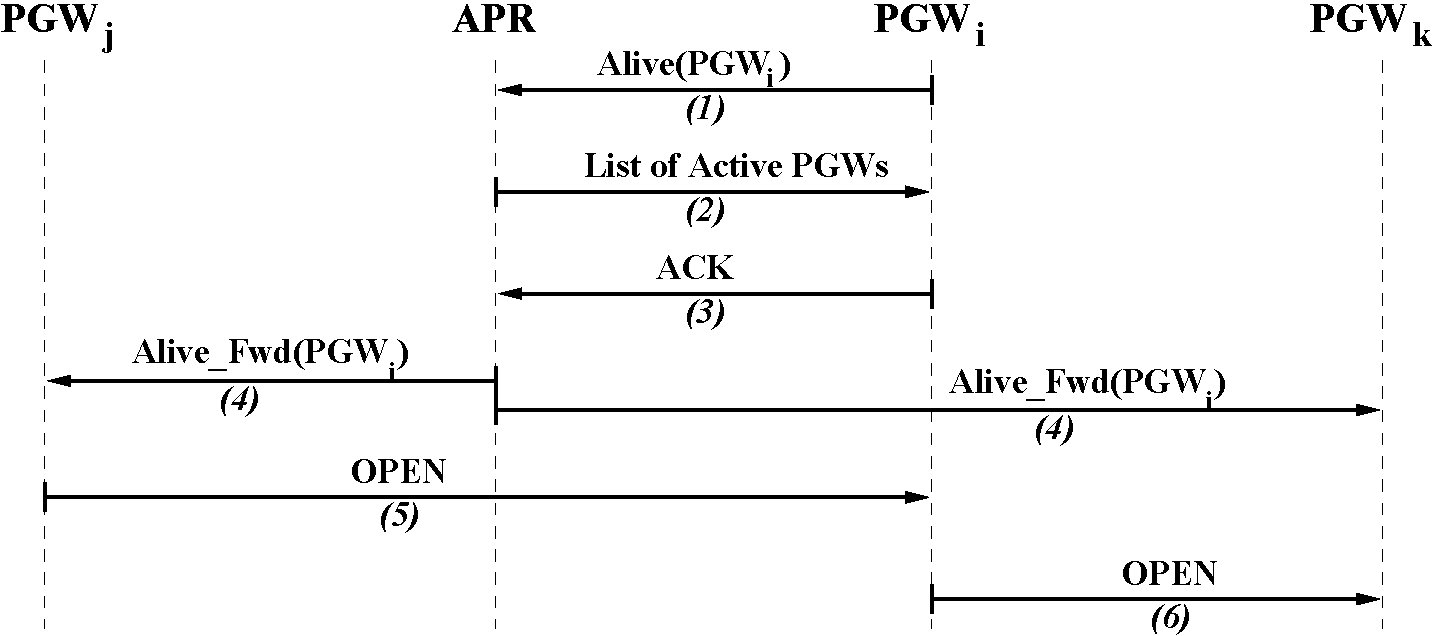 PGWj APR PGWi PGWk
Alive(PGWi)
(1)
List of Active PGWs
(2)
ACK
(3)
Alive_Fwd(PGWi)
(4)
Alive_Fwd(PGWi)
(4)
OPEN
(5)
OPEN
(6)